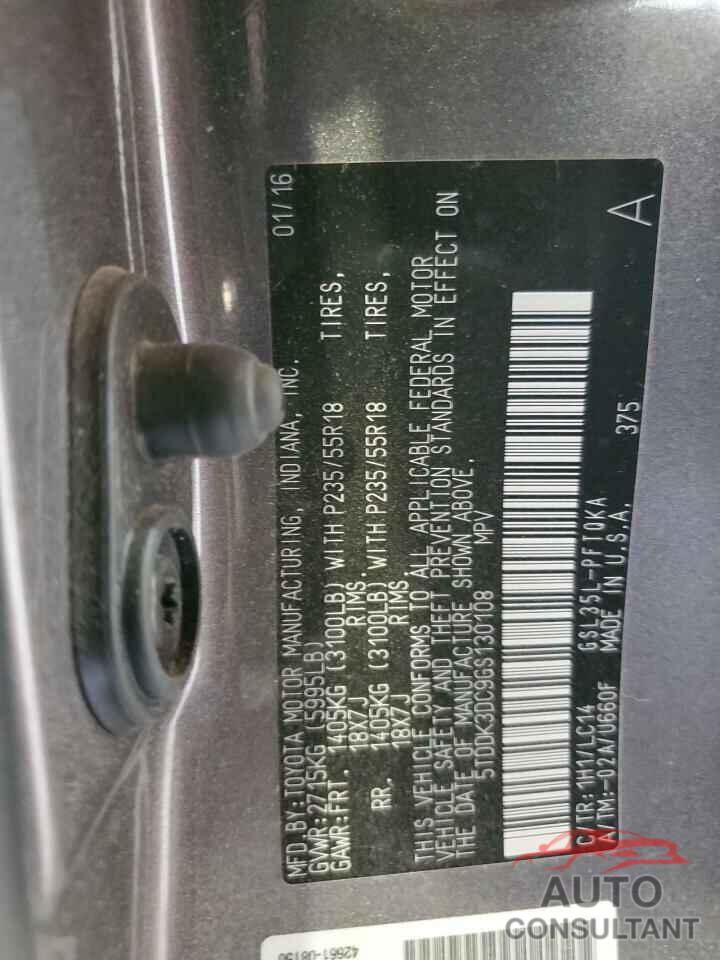 MFD. BY: TOYOTA MOTOR MANUFACTURING, INDIANA, INC. 01/16
GVWR: 2715KG (5995LB)
GAWR: FRT. 1405KG (3100LB) WITH P235/55R18 TIRES,
18X7J RIMS.
RR. 1405KG (3100LB) WITH P235/55R18 TIRES,
18X7J RIMS
THIS VEHICLE CONFORMS TO ALL APPLICABLE FEDERAL MOTOR
VEHICLE SAFETY AND THEFT PREVENTION STANDARDS IN EFFECT ON
THE DATE OF MANUFACTURE SHOWN ABOVE.
5TDDK3DC9GS130108 MPV
C/TR: 1H1/LC14 GSL35L-PFT0KA 375 A
A/TM: -02A/U660F MADE IN U.S.A.
42661-08150
AUTO
CONSULTANT